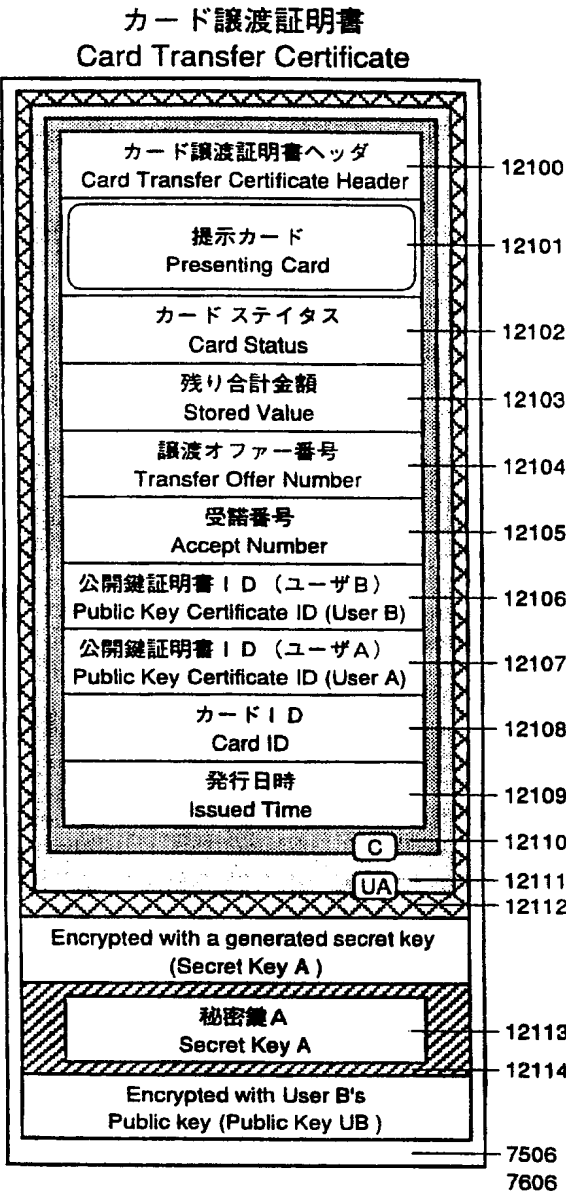 カード譲渡証明書
Card Transfer Certificate
カード譲渡証明書ヘッダ
Card Transfer Certificate Header
12100
提示カード
Presenting Card
12101
カード ステイタス
Card Status
12102
残り合計金額
Stored Value
12103
譲渡オファー番号
Transfer Offer Number
12104
受諾番号
Accept Number
12105
公開鍵証明書ID（ユーザB）
Public Key Certificate ID (User B)
12106
公開鍵証明書ID（ユーザA）
Public Key Certificate ID (User A)
12107
カードID
Card ID
12108
発行日時
Issued Time
12109
C
12110
UA
12111
12112
Encrypted with a generated secret key
(Secret Key A )
秘密鍵A
Secret Key A
12113
12114
Encrypted with User B's
Public key (Public Key UB )
7506
7606